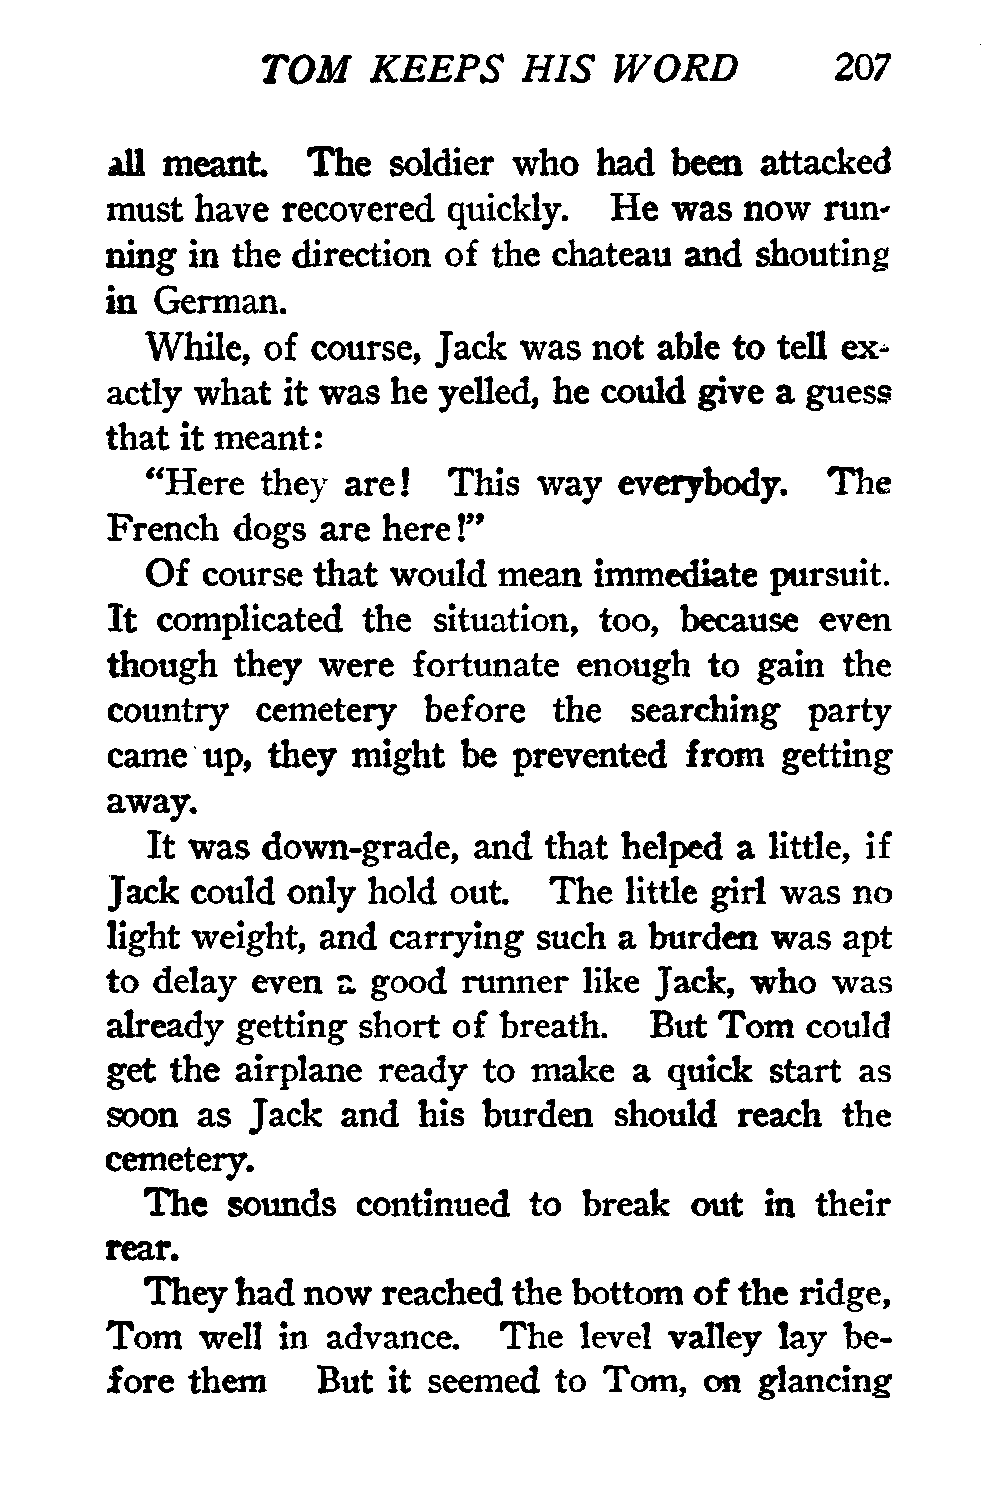 TOM KEEPS HIS WORD 207
all meant. The soldier who had been attacked
must have recovered quickly. He was now run-
ning in the direction of the chateau and shouting
in German.
While, of course, Jack was not able to tell ex-
actly what it was he yelled, he could give a guess
that it meant:
"Here they are! This way everybody. The
French dogs are here!"
Of course that would mean immediate pursuit.
It complicated the situation, too, because even
though they were fortunate enough to gain the
country cemetery before the searching party
came up, they might be prevented from getting
away.
It was down-grade, and that helped a little, if
Jack could only hold out. The little girl was no
light weight, and carrying such a burden was apt
to delay even a good runner like Jack, who was
already getting short of breath. But Tom could
get the airplane ready to make a quick start as
soon as Jack and his burden should reach the
cemetery.
The sounds continued to break out in their
rear.
They had now reached the bottom of the ridge,
Tom well in advance. The level valley lay be-
fore them But it seemed to Tom, on glancing